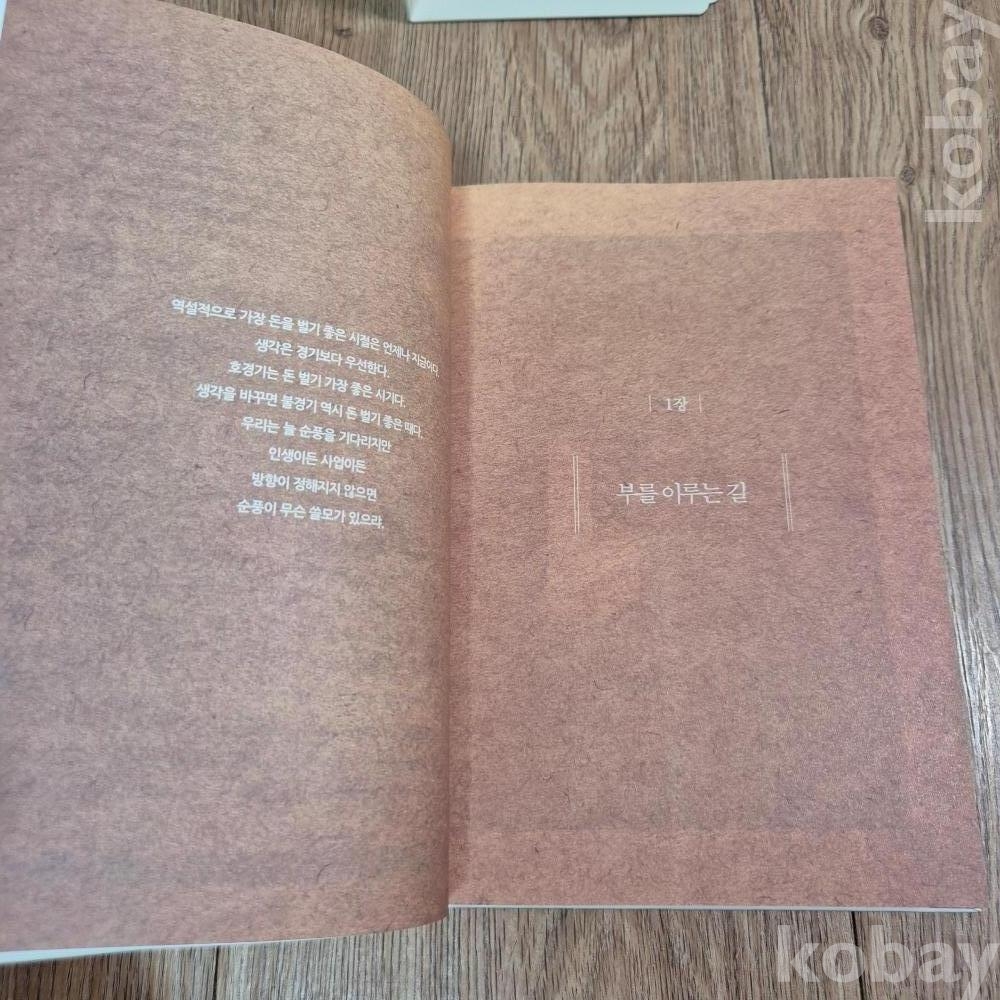 역설적으로 가장 돈을 벌기 좋은 시절은 언제나 지금이다.
생각은 경기보다 우선한다.
호경기는 돈 벌기 가장 좋은 시기다.
생각을 바꾸면 불경기 역시 돈 벌기 좋은 때다.
우리는 늘 순풍을 기다리지만
인생이든 사업이든
방향이 정해지지 않으면
순풍이 무슨 쓸모가 있으랴.
1장
부를 이루는 길
kobay
kobay